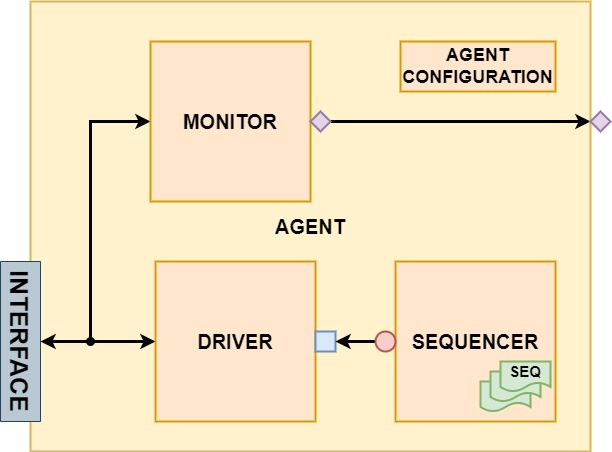 AGENT
CONFIGURATION
MONITOR
AGENT
INTERFACE
DRIVER
SEQUENCER
SEQ